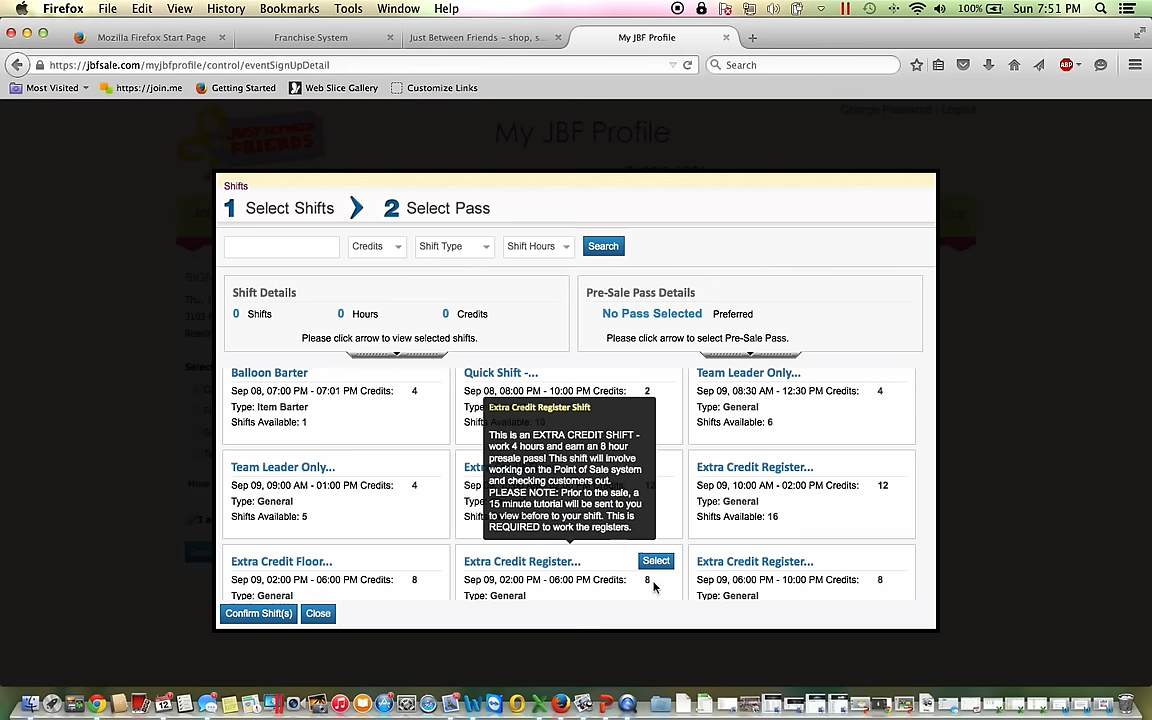 Firefox File Edit View History Bookmarks Tools Window Help 100% Sun 7:51 PM
Mozilla Firefox Start Page Franchise System Just Between Friends - shop, s... My JBF Profile
https://jbfsale.com/myjbfprofile/control/eventSignUpDetail Search
Most Visited https://join.me Getting Started Web Slice Gallery Customize Links
Change Password Logout
JUST BETWEEN
FRIENDS
My JBF Profile
Shifts
1 Select Shifts 2 Select Pass
Credits Shift Type Shift Hours Search
Shift Details Pre-Sale Pass Details
0 Shifts 0 Hours 0 Credits No Pass Selected Preferred
Please click arrow to view selected shifts. Please click arrow to select Pre-Sale Pass.
Balloon Barter Quick Shift -... Team Leader Only...
Sep 08, 07:00 PM - 07:01 PM Credits: 4 Sep 08, 08:00 PM - 10:00 PM Credits: 2 Sep 09, 08:30 AM - 12:30 PM Credits: 4
Type: Item Barter Type: General
Shifts Available: 1 Shifts Available: 6
Extra Credit Register Shift
This is an EXTRA CREDIT SHIFT -
work 4 hours and earn an 8 hour
presale pass! This shift will involve
working on the Point of Sale system
and checking customers out.
PLEASE NOTE: Prior to the sale, a
15 minute tutorial will be sent to you
to view before to your shift. This is
REQUIRED to work the registers.
Team Leader Only... Extra Credit Register...
Sep 09, 09:00 AM - 01:00 PM Credits: 4 12 Sep 09, 10:00 AM - 02:00 PM Credits: 12
Type: General Type: General
Shifts Available: 5 Shifts Available: 16
Extra Credit Floor... Extra Credit Register... Select Extra Credit Register...
Sep 09, 02:00 PM - 06:00 PM Credits: 8 Sep 09, 02:00 PM - 06:00 PM Credits: 8 Sep 09, 06:00 PM - 10:00 PM Credits: 8
Type: General Type: General Type: General
Confirm Shift(s) Close